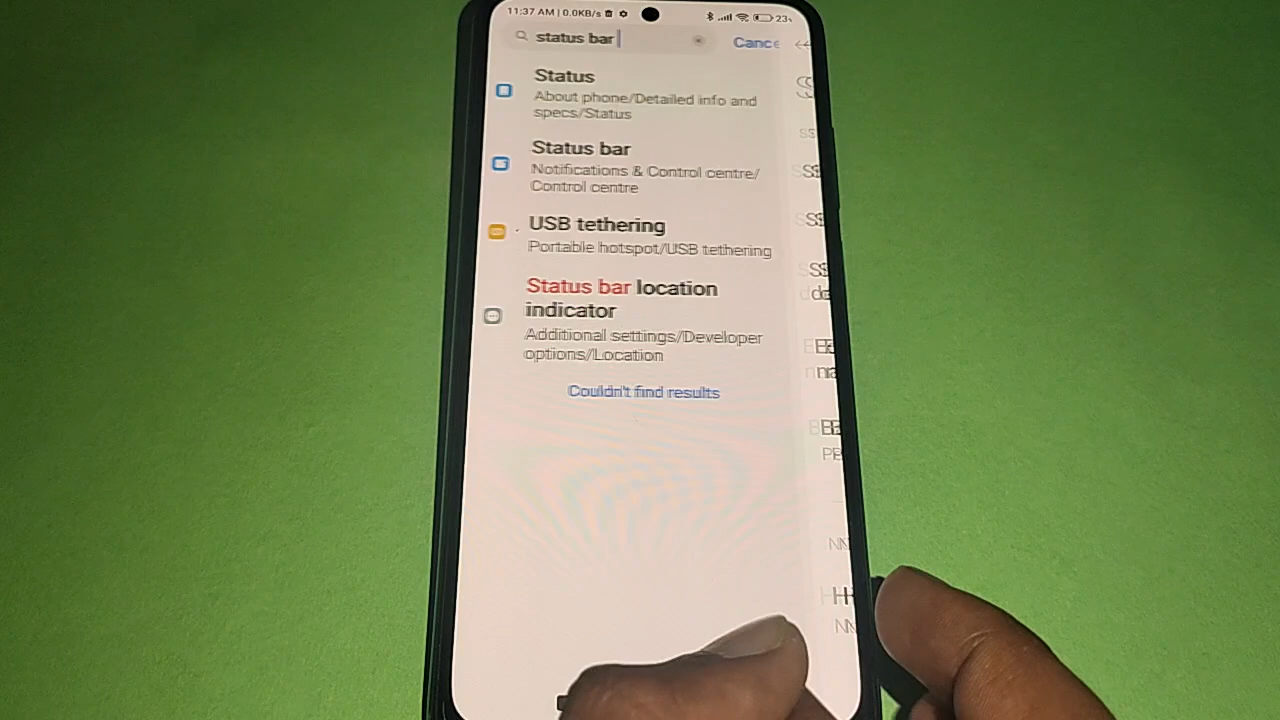 11:37 AM | 0.0KB/s
23%
status bar
Cance
Status
About phone/Detailed info and
specs/Status
Status bar
Notifications & Control centre/
Control centre
USB tethering
Portable hotspot/USB tethering
Status bar location
indicator
Additional settings/Developer
options/Location
Couldn't find results